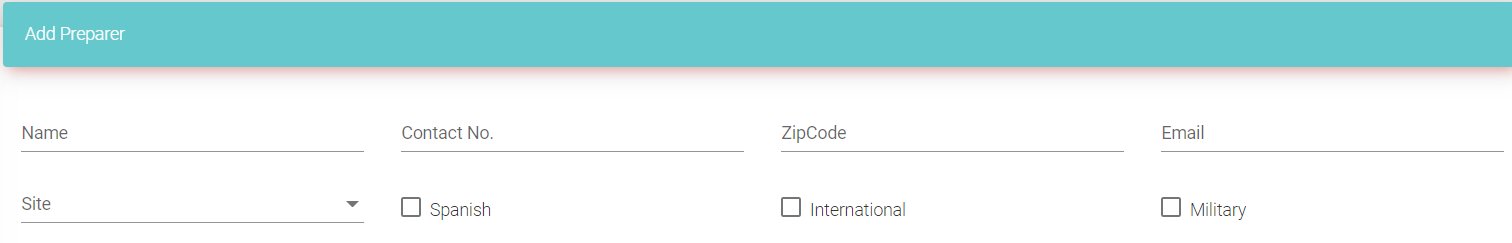 Add Preparer
Name Contact No. ZipCode Email
Site Spanish International Military